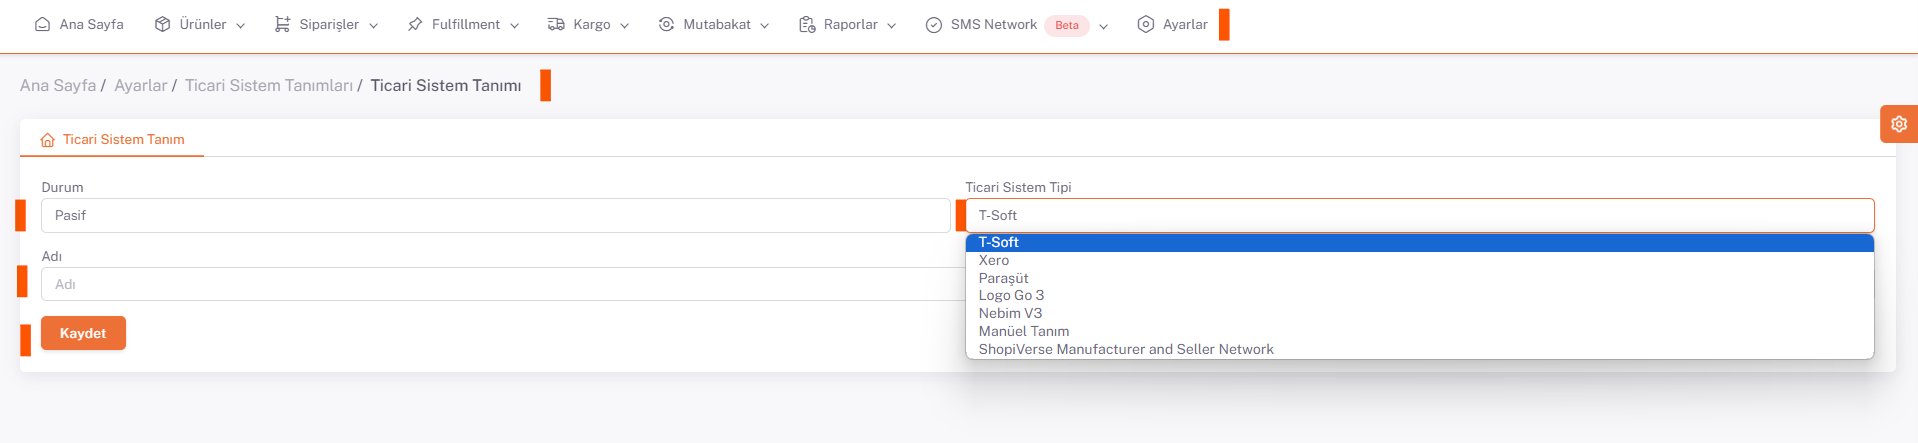 Ana Sayfa Ürünler Siparişler Fulfillment Kargo Mutabakat Raporlar SMS Network Beta Ayarlar
Ana Sayfa / Ayarlar / Ticari Sistem Tanımları / Ticari Sistem Tanımı
Ticari Sistem Tanım
Durum
Pasif
Ticari Sistem Tipi
T-Soft
T-Soft
Xero
Paraşüt
Logo Go 3
Nebim V3
Manüel Tanım
ShopiVerse Manufacturer and Seller Network
Adı
Adı
Kaydet